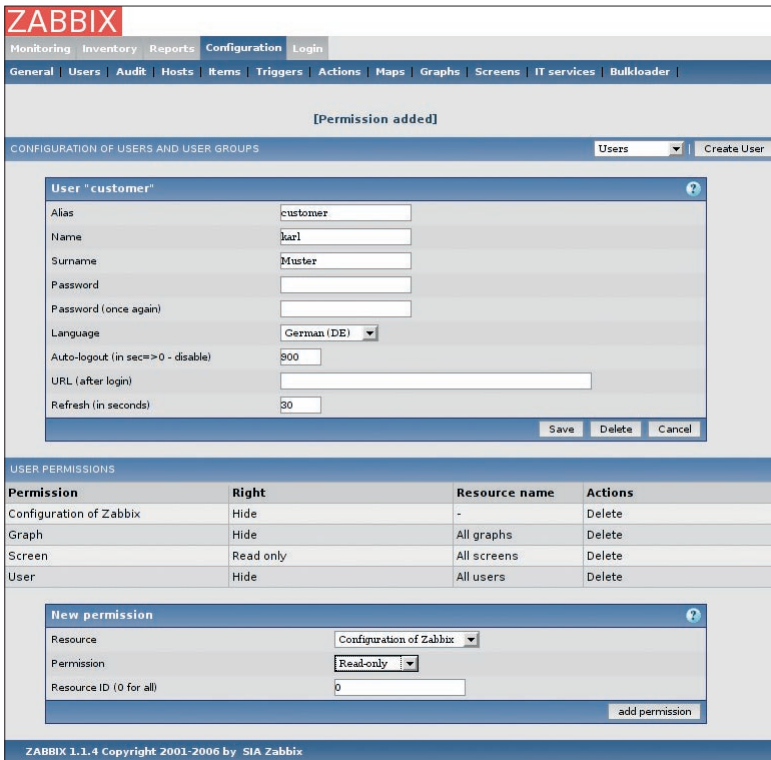 ZABBIX
Monitoring Inventory Reports Configuration Login
General | Users | Audit | Hosts | Items | Triggers | Actions | Maps | Graphs | Screens | IT services | Bulkloader |
[Permission added]
CONFIGURATION OF USERS AND USER GROUPS Users | Create User
User "customer" ?
Alias customer
Name karl
Surname Muster
Password
Password (once again)
Language German (DE)
Auto-logout (in sec=>0 - disable) 900
URL (after login)
Refresh (in seconds) 30
Save Delete Cancel
USER PERMISSIONS
Permission Right Resource name Actions
Configuration of Zabbix Hide - Delete
Graph Hide All graphs Delete
Screen Read only All screens Delete
User Hide All users Delete
New permission ?
Resource Configuration of Zabbix
Permission Read-only
Resource ID (0 for all) 0
add permission
ZABBIX 1.1.4 Copyright 2001-2006 by SIA Zabbix